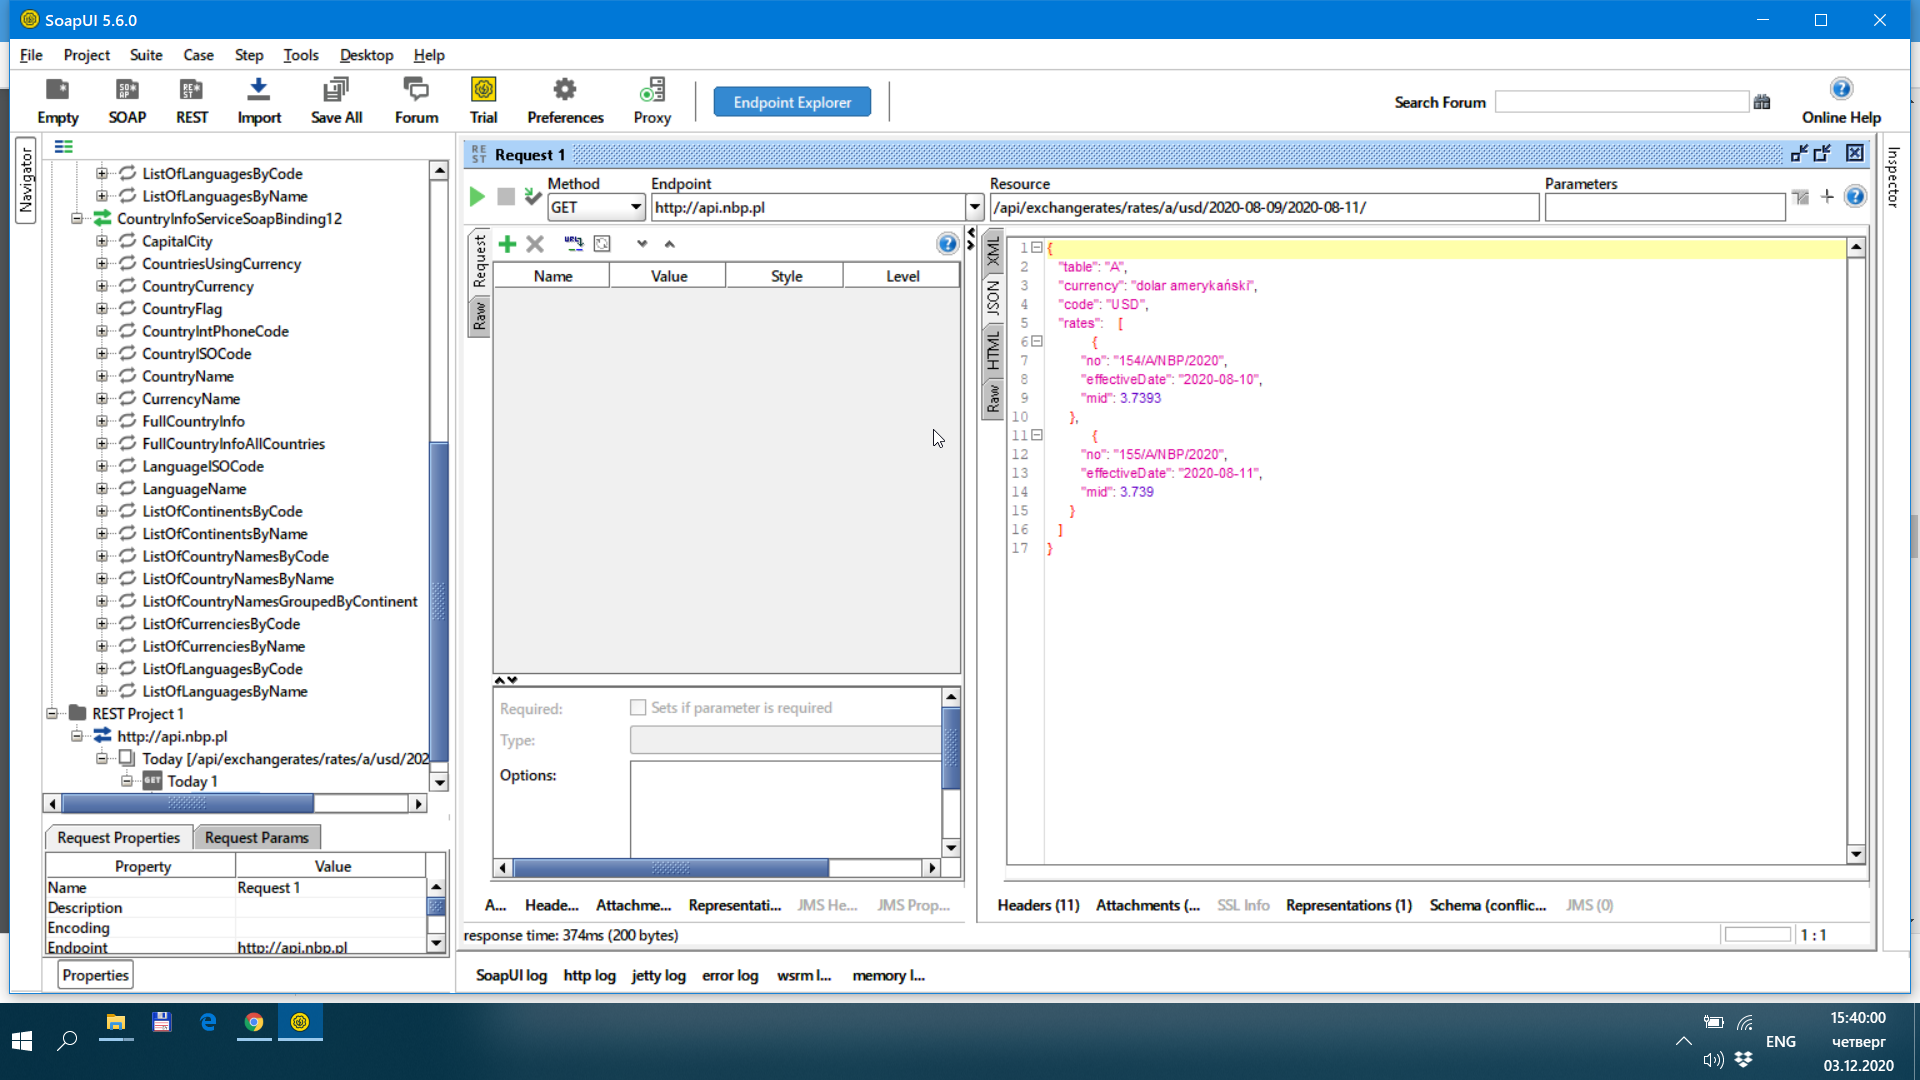 SoapUI 5.6.0
File Project Suite Case Step Tools Desktop Help
Empty SOAP REST Import Save All Forum Trial Preferences Proxy
Endpoint Explorer
Search Forum
Online Help
Navigator
ListOfLanguagesByCode
ListOfLanguagesByName
CountryInfoServiceSoapBinding12
CapitalCity
CountriesUsingCurrency
CountryCurrency
CountryFlag
CountryIntPhoneCode
CountryISOCode
CountryName
CurrencyName
FullCountryInfo
FullCountryInfoAllCountries
LanguageISOCode
LanguageName
ListOfContinentsByCode
ListOfContinentsByName
ListOfCountryNamesByCode
ListOfCountryNamesByName
ListOfCountryNamesGroupedByContinent
ListOfCurrenciesByCode
ListOfCurrenciesByName
ListOfLanguagesByCode
ListOfLanguagesByName
REST Project 1
http://api.nbp.pl
Today [/api/exchangerates/rates/a/usd/202
GET Today 1
Request Properties Request Params
Property Value
Name Request 1
Description
Encoding
Endpoint http://api.nbp.pl
Properties
REST Request 1
Method Endpoint Resource Parameters
GET http://api.nbp.pl /api/exchangerates/rates/a/usd/2020-08-09/2020-08-11/
Request
Raw
Name Value Style Level
Required: Sets if parameter is required
Type:
Options:
A... Heade... Attachme... Representati... JMS He... JMS Prop...
XML
JSON
HTML
Raw
1 {
2 "table": "A",
3 "currency": "dolar amerykański",
4 "code": "USD",
5 "rates": [
6 {
7 "no": "154/A/NBP/2020",
8 "effectiveDate": "2020-08-10",
9 "mid": 3.7393
10 },
11 {
12 "no": "155/A/NBP/2020",
13 "effectiveDate": "2020-08-11",
14 "mid": 3.739
15 }
16 ]
17 }
Headers (11) Attachments (... SSL Info Representations (1) Schema (conflic... JMS (0)
response time: 374ms (200 bytes)
1 : 1
SoapUI log http log jetty log error log wsrm l... memory l...
Inspector
ENG
15:40:00
четверг
03.12.2020